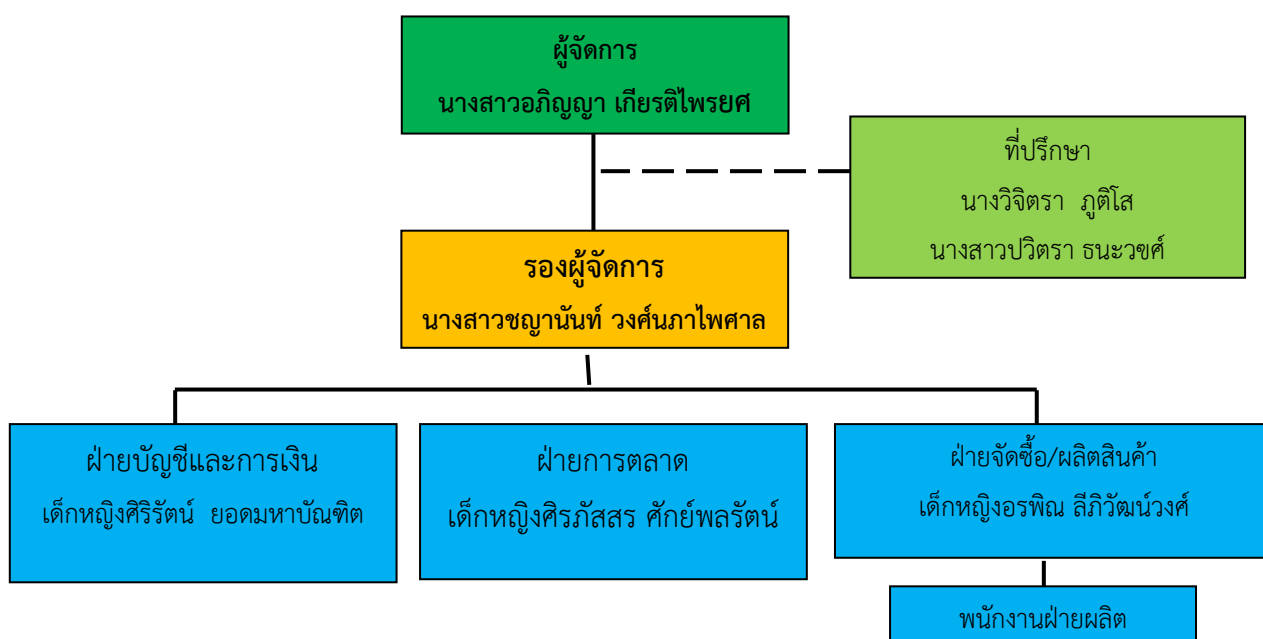 ผู้จัดการ
นางสาวอภิญญา เกียรติไพรยศ
ที่ปรึกษา
นางวิจิตรา ภูติโส
นางสาวปวิตรา ธนะวฃศ์
รองผู้จัดการ
นางสาวชญานันท์ วงศ์นภาไพศาล
ฝ่ายบัญชีและการเงิน
เด็กหญิงศิริรัตน์ ยอดมหาบัณฑิต
ฝ่ายการตลาด
เด็กหญิงศิรภัสสร ศักย์พลรัตน์
ฝ่ายจัดซื้อ/ผลิตสินค้า
เด็กหญิงอรพิณ ลีภิวัฒน์วงศ์
พนักงานฝ่ายผลิต